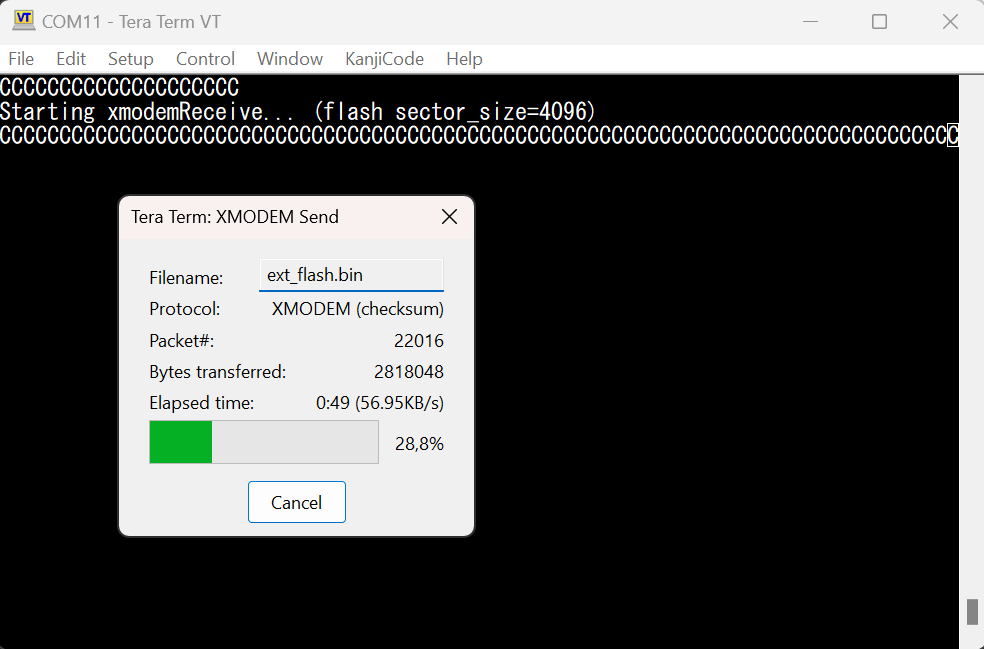 VT COM11 - Tera Term VT
File Edit Setup Control Window KanjiCode Help
CCCCCCCCCCCCCCCCCCCC
Starting xmodemReceive... (flash sector_size=4096)
CCCCCCCCCCCCCCCCCCCCCCCCCCCCCCCCCCCCCCCCCCCCCCCCCCCCCCCCCCCCCCCCCCCCCCCCCCCCCCCC
Tera Term: XMODEM Send
Filename: ext_flash.bin
Protocol: XMODEM (checksum)
Packet#: 22016
Bytes transferred: 2818048
Elapsed time: 0:49 (56.95KB/s)
28,8%
Cancel